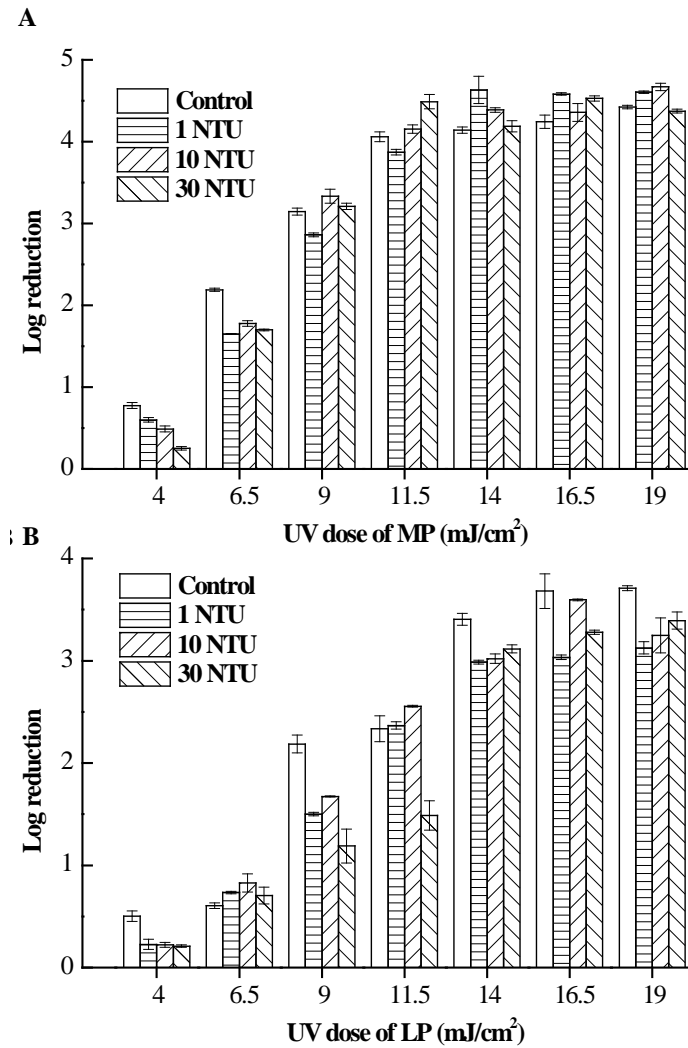 A
5
4
3
2
1
0
Log reduction
Control
1 NTU
10 NTU
30 NTU
4 6.5 9 11.5 14 16.5 19
UV dose of MP (mJ/cm²)
: B
4
3
2
1
0
Log reduction
Control
1 NTU
10 NTU
30 NTU
4 6.5 9 11.5 14 16.5 19
UV dose of LP (mJ/cm²)